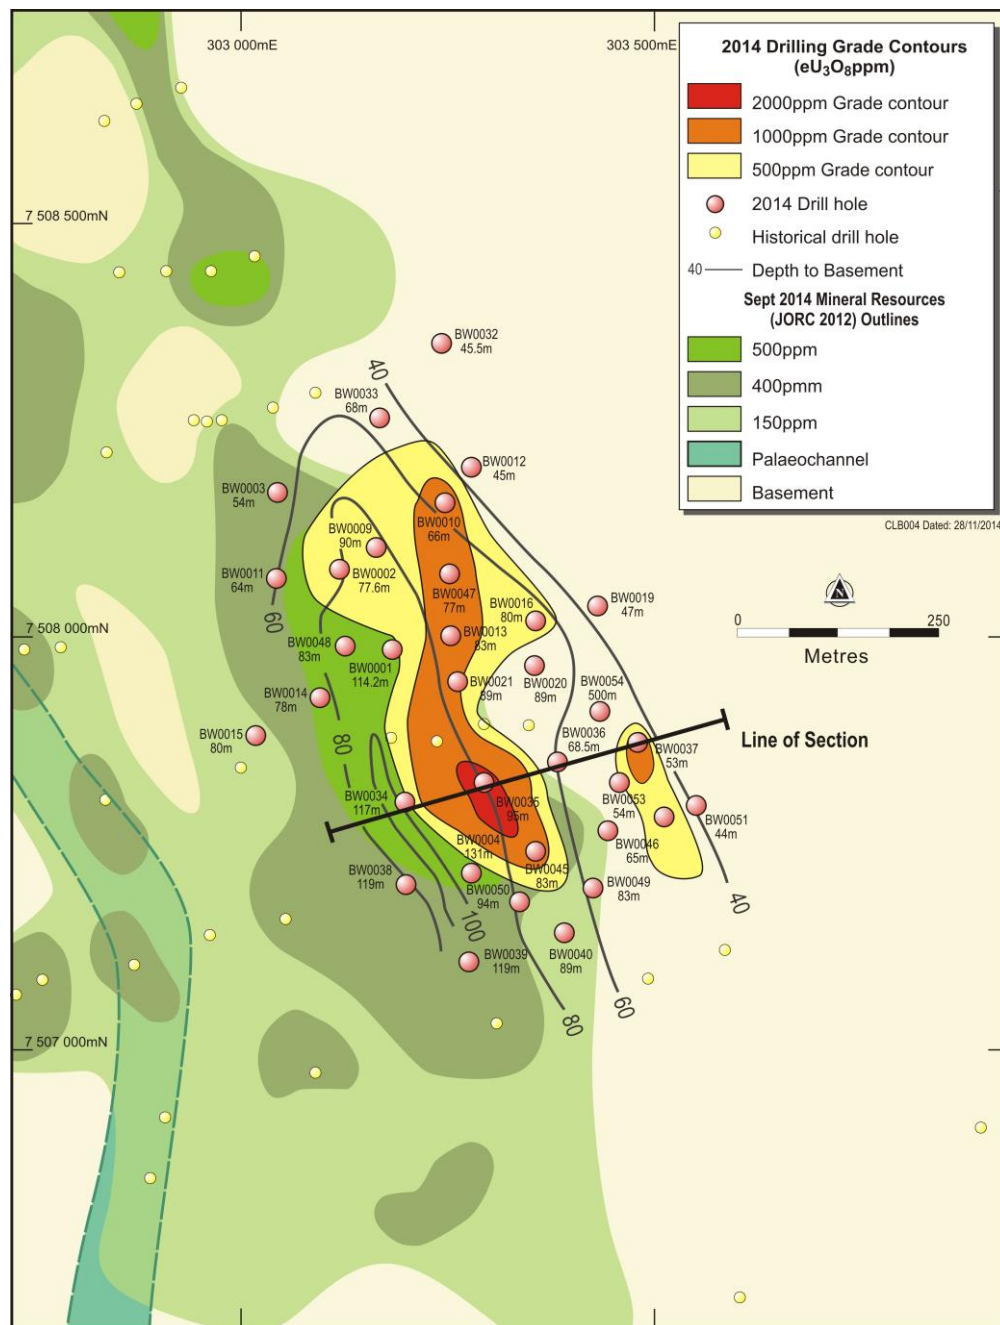 303 000mE
303 500mE
2014 Drilling Grade Contours
(eU₃O₈ppm)
2000ppm Grade contour
1000ppm Grade contour
500ppm Grade contour
2014 Drill hole
Historical drill hole
40 Depth to Basement
Sept 2014 Mineral Resources
(JORC 2012) Outlines
500ppm
400pmm
150ppm
Palaeochannel
Basement
CLB004 Dated: 28/11/2014
7 508 500mN
BW0032
45.5m
40
BW0033
68m
BW0012
45m
BW0003
54m
BW0010
66m
BW0009
90m
BW0002
77.6m
BW0011
64m
60
BW0047
77m
BW0016
80m
BW0019
47m
N
0
250
Metres
7 508 000mN
BW0048
83m
BW0001
114.2m
BW0013
83m
BW0021
89m
BW0020
89m
BW0054
500m
BW0014
78m
BW0015
80m
80
BW0036
68.5m
Line of Section
BW0037
53m
BW0034
117m
BW0035
95m
BW0053
54m
BW0051
44m
BW0004
131m
BW0045
83m
BW0046
65m
BW0038
119m
BW0050
94m
BW0049
83m
40
100
BW0039
119m
BW0040
89m
60
80
7 507 000mN